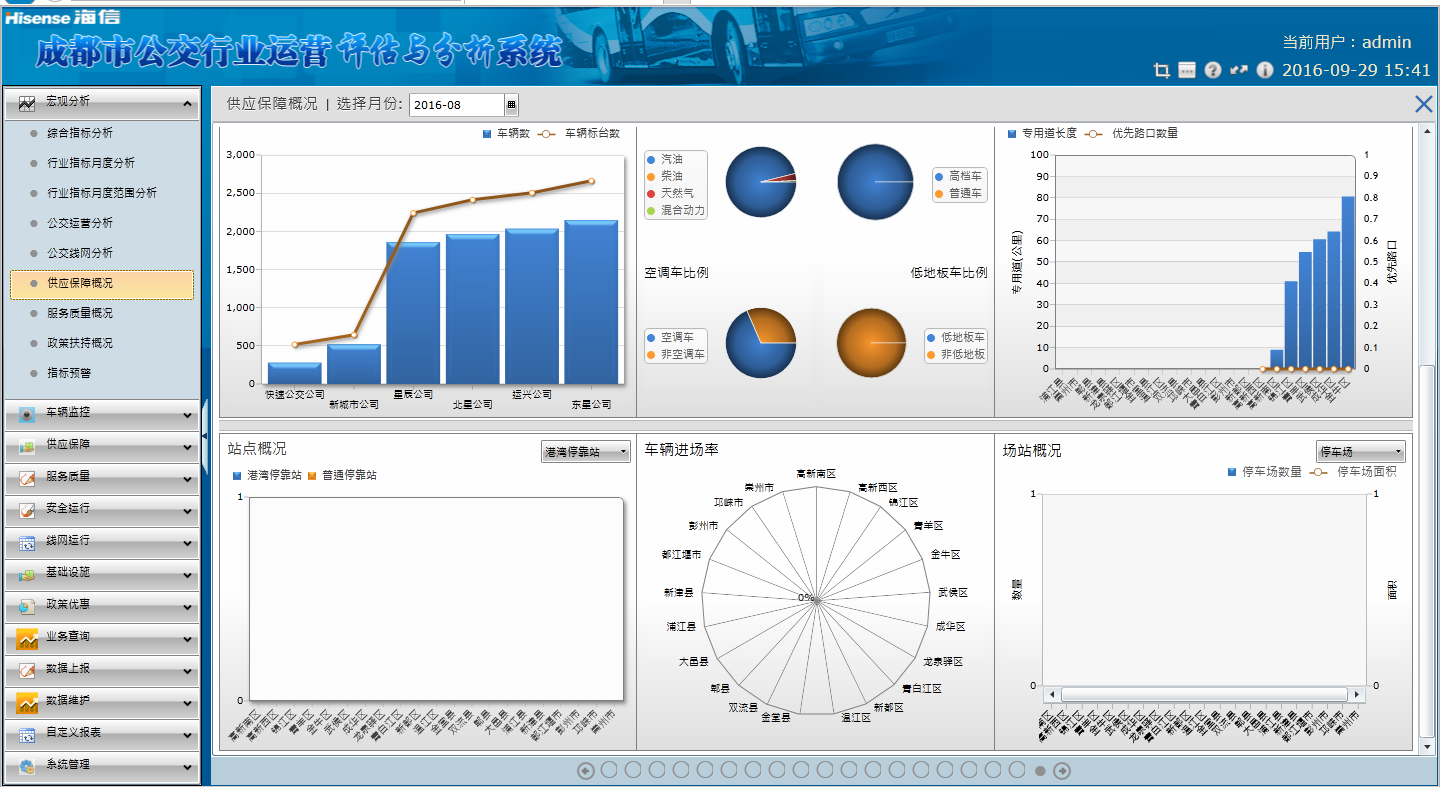 Hisense 海信
成都市公交行业运营评估与分析系统
当前用户：admin
2016-09-29 15:41
宏观分析
综合指标分析
行业指标月度分析
行业指标月度范围分析
公交运营分析
公交线网分析
供应保障概况
服务质量概况
政策扶持概况
指标预警
车辆监控
供应保障
服务质量
安全运行
线网运行
基础设施
政策优惠
业务查询
数据上报
数据维护
自定义报表
系统管理
供应保障概况 | 选择月份: 2016-08
车辆数 车辆标台数
3,000
2,500
2,000
1,500
1,000
500
0
快速公交公司
新城市公司
星辰公司
北星公司
运兴公司
东星公司
汽油
柴油
天然气
混合动力
高档车
普通车
空调车比例
低地板车比例
空调车
非空调车
低地板车
非低地板
专用道长度 优先路口数量
100
90
80
70
60
50
40
30
20
10
0
专用道(公里)
1
0.9
0.8
0.7
0.6
0.5
0.4
0.3
0.2
0.1
0
优先路口
站点概况
港湾停靠站
港湾停靠站 普通停靠站
1
0
高新南区
高新西区
锦江区
青羊区
金牛区
武侯区
成华区
龙泉驿区
青白江区
新都区
温江区
金堂县
双流县
郫县
大邑县
蒲江县
新津县
都江堰市
彭州市
邛崃市
崇州市
车辆进场率
高新南区
高新西区
锦江区
青羊区
金牛区
武侯区
成华区
龙泉驿区
青白江区
新都区
温江区
金堂县
双流县
郫县
大邑县
蒲江县
新津县
都江堰市
彭州市
邛崃市
崇州市
0%
场站概况
停车场
停车场数量 停车场面积
1
0
数量
1
0
面积